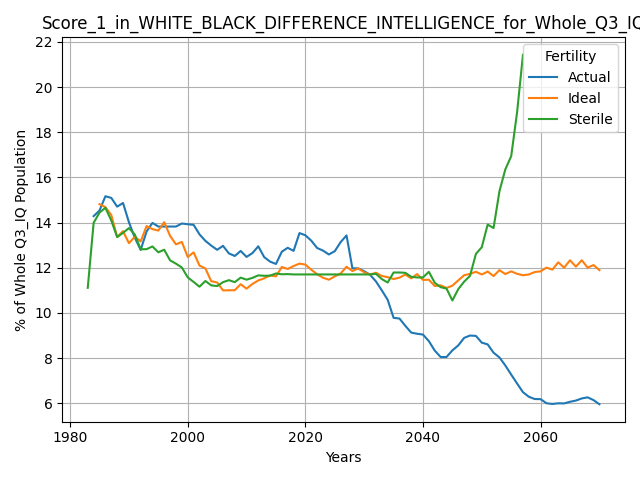 Score_1_in_WHITE_BLACK_DIFFERENCE_INTELLIGENCE_for_Whole_Q3_IQ
22
20
18
16
14
12
10
8
6
% of Whole Q3_IQ Population
Fertility
Actual
Ideal
Sterile
1980 2000 2020 2040 2060
Years